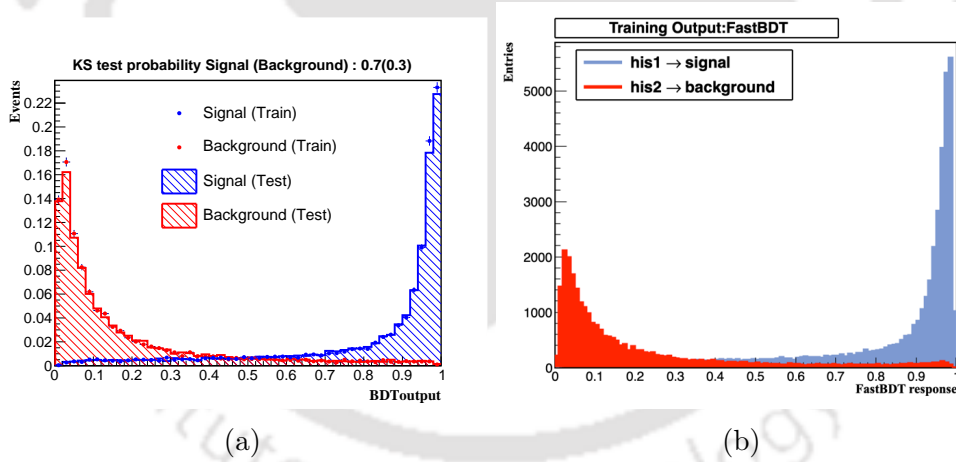 KS test probability Signal (Background) : 0.7(0.3)
Events
0.22
0.2
0.18
0.16
0.14
0.12
0.1
0.08
0.06
0.04
0.02
0
Signal (Train)
Background (Train)
Signal (Test)
Background (Test)
0 0.1 0.2 0.3 0.4 0.5 0.6 0.7 0.8 0.9 1
BDToutput
(a)
Training Output:FastBDT
Entries
5000
4000
3000
2000
1000
0
his1 → signal
his2 → background
0 0.1 0.2 0.3 0.4 0.5 0.6 0.7 0.8 0.9 1
FastBDT response
(b)